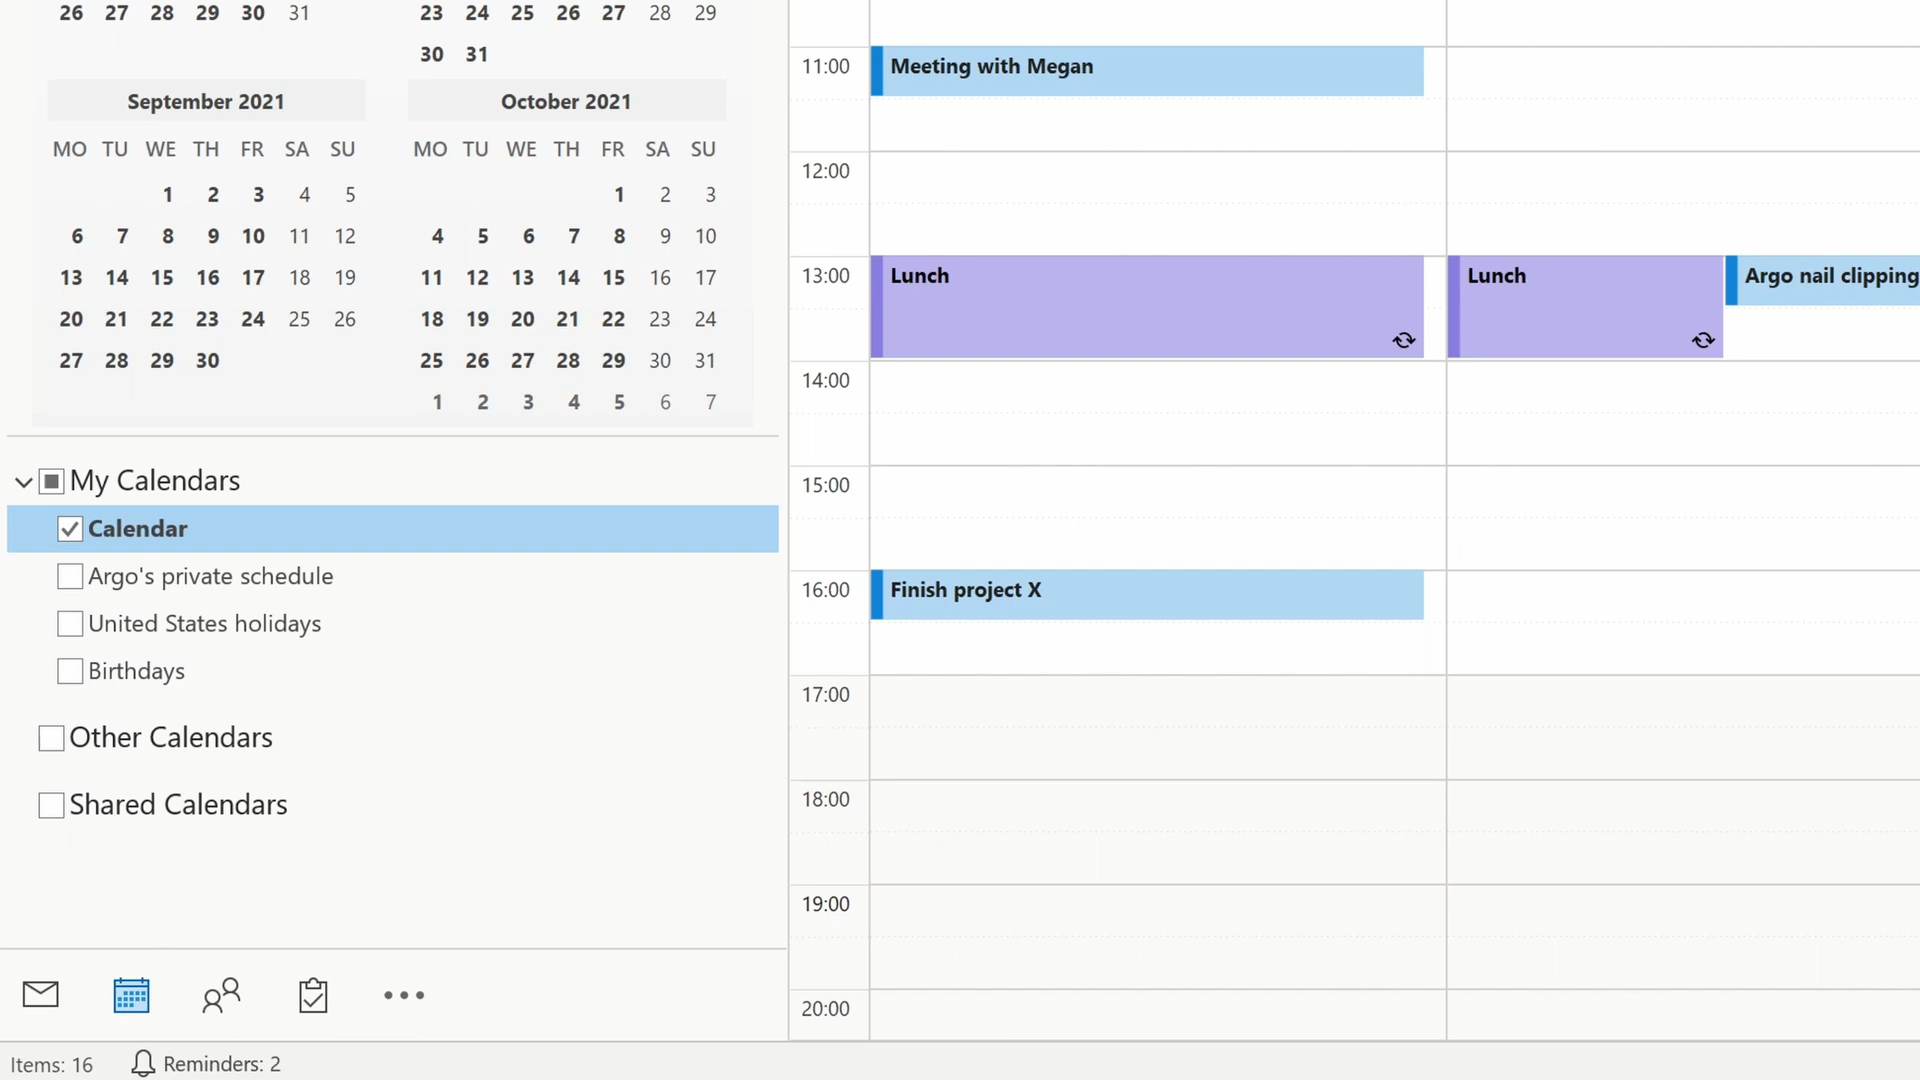 26 27 28 29 30 31
23 24 25 26 27 28 29
30 31
September 2021
MO TU WE TH FR SA SU
1 2 3 4 5
6 7 8 9 10 11 12
13 14 15 16 17 18 19
20 21 22 23 24 25 26
27 28 29 30
October 2021
MO TU WE TH FR SA SU
1 2 3
4 5 6 7 8 9 10
11 12 13 14 15 16 17
18 19 20 21 22 23 24
25 26 27 28 29 30 31
1 2 3 4 5 6 7
My Calendars
Calendar
Argo's private schedule
United States holidays
Birthdays
Other Calendars
Shared Calendars
Items: 16 Reminders: 2
11:00 Meeting with Megan
12:00
13:00 Lunch Lunch Argo nail clipping
14:00
15:00
16:00 Finish project X
17:00
18:00
19:00
20:00